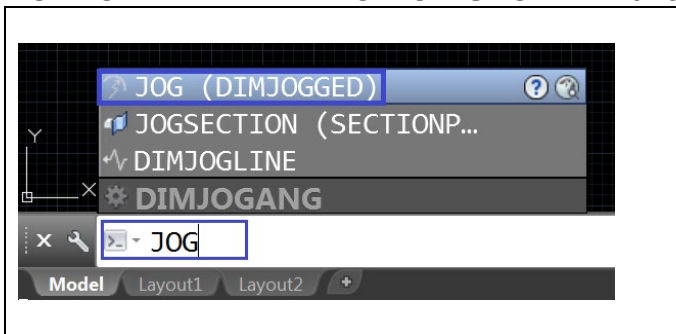 JOG (DIMJOGGED)
JOGSECTION (SECTIONP...
DIMJOGLINE
DIMJOGANG
Y
X
JOG
Model Layout1 Layout2